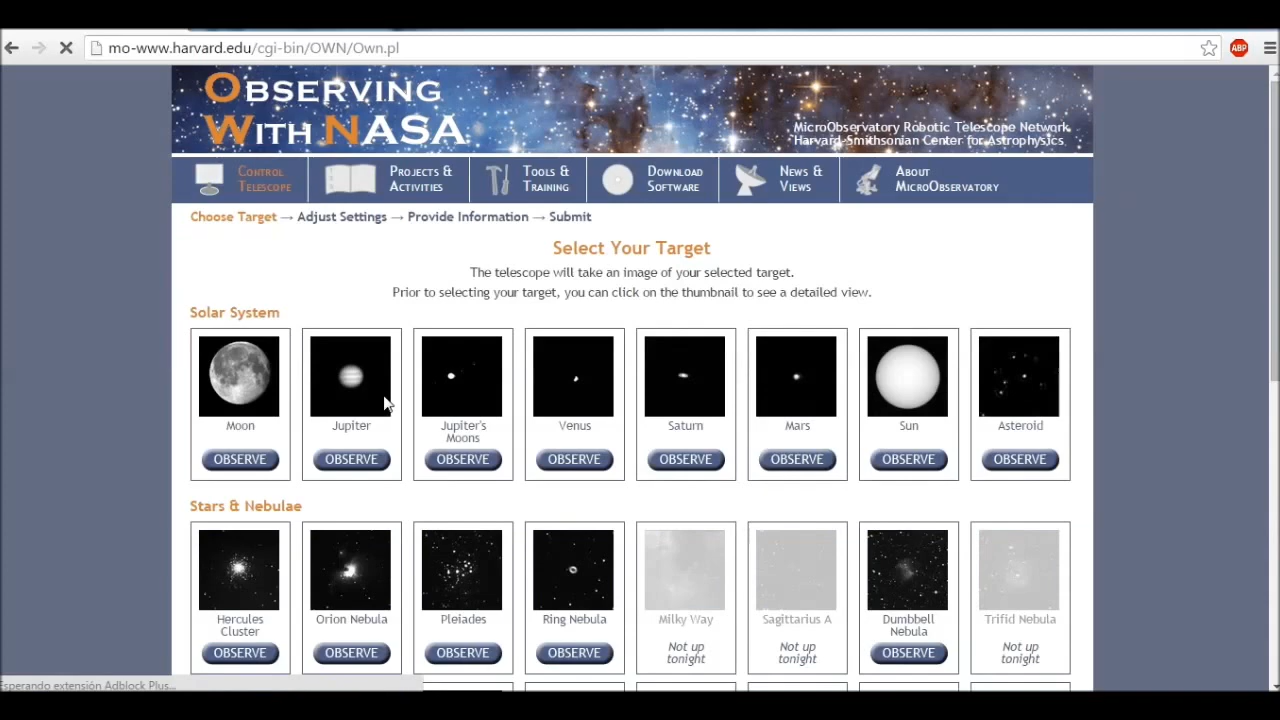 mo-www.harvard.edu/cgi-bin/OWN/Own.pl
ABP
OBSERVING
WITH NASA
MicroObservatory Robotic Telescope Network
Harvard-Smithsonian Center for Astrophysics
CONTROL
TELESCOPE
PROJECTS &
ACTIVITIES
TOOLS &
TRAINING
DOWNLOAD
SOFTWARE
NEWS &
VIEWS
ABOUT
MICROOBSERVATORY
Choose Target → Adjust Settings → Provide Information → Submit
Select Your Target
The telescope will take an image of your selected target.
Prior to selecting your target, you can click on the thumbnail to see a detailed view.
Solar System
Moon
OBSERVE
Jupiter
OBSERVE
Jupiter's
Moons
OBSERVE
Venus
OBSERVE
Saturn
OBSERVE
Mars
OBSERVE
Sun
OBSERVE
Asteroid
OBSERVE
Stars & Nebulae
Hercules
Cluster
OBSERVE
Orion Nebula
OBSERVE
Pleiades
OBSERVE
Ring Nebula
OBSERVE
Milky Way
Not up
tonight
Sagittarius A
Not up
tonight
Dumbbell
Nebula
OBSERVE
Trifid Nebula
Not up
tonight
Esperando extensión Adblock Plus...